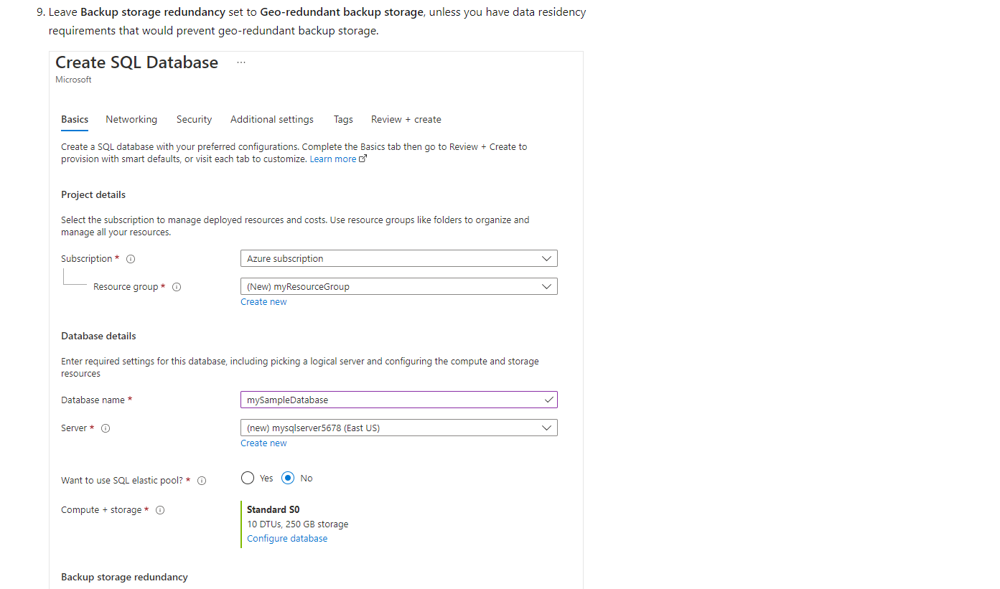 9. Leave Backup storage redundancy set to Geo-redundant backup storage, unless you have data residency
requirements that would prevent geo-redundant backup storage.
Create SQL Database ...
Microsoft
Basics Networking Security Additional settings Tags Review + create
Create a SQL database with your preferred configurations. Complete the Basics tab then go to Review + Create to
provision with smart defaults, or visit each tab to customize. Learn more
Project details
Select the subscription to manage deployed resources and costs. Use resource groups like folders to organize and
manage all your resources.
Subscription * Azure subscription
Resource group * (New) myResourceGroup
Create new
Database details
Enter required settings for this database, including picking a logical server and configuring the compute and storage
resources
Database name * mySampleDatabase
Server * (new) mysqlserver5678 (East US)
Create new
Want to use SQL elastic pool? * Yes No
Compute + storage * Standard S0
10 DTUs, 250 GB storage
Configure database
Backup storage redundancy